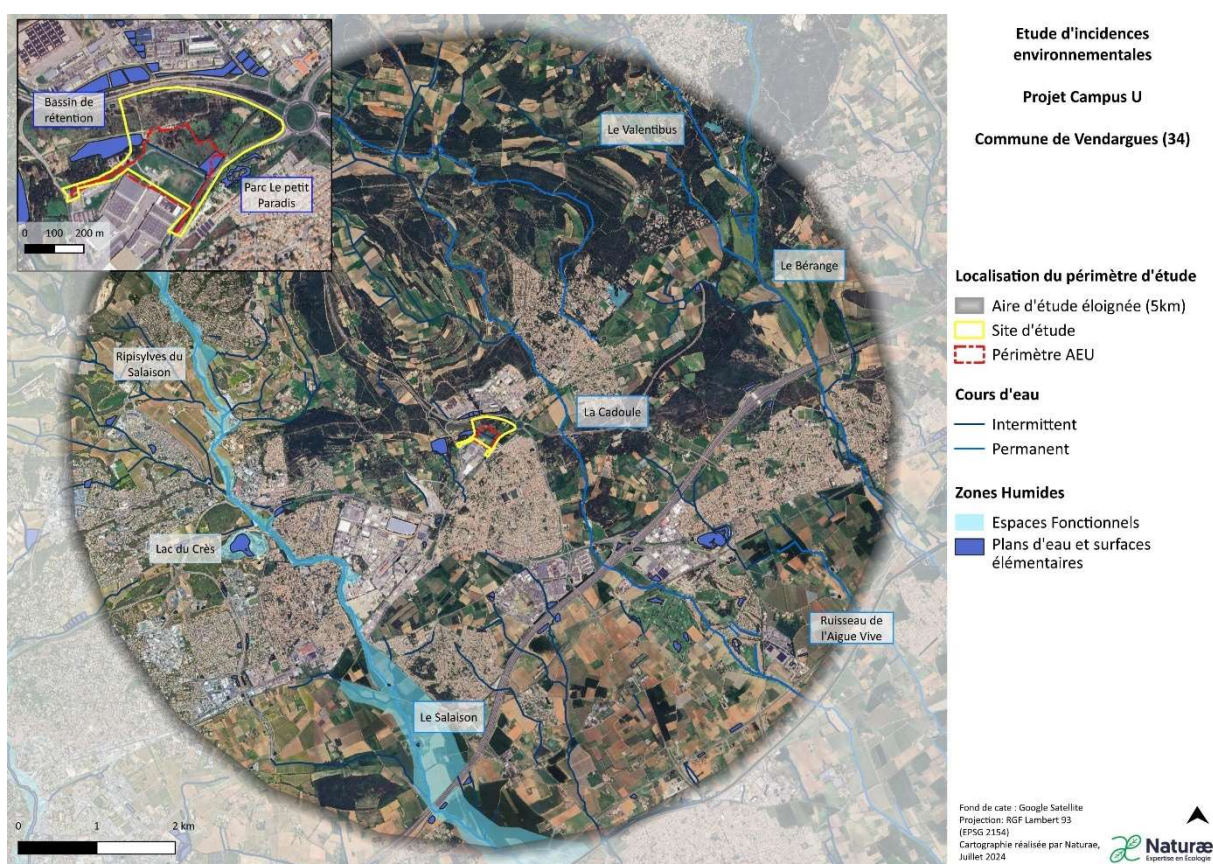 Etude d'incidences
environnementales
Projet Campus U
Commune de Vendargues (34)
Bassin de
rétention
Parc Le petit
Paradis
0 100 200 m
Le Valentibus
Le Bérange
Ripisylves du
Salaison
La Cadoule
Lac du Crès
Ruisseau de
l'Aigue Vive
Le Salaison
0 1 2 km
Localisation du périmètre d'étude
Aire d'étude éloignée (5km)
Site d'étude
Périmètre AEU
Cours d'eau
Intermittent
Permanent
Zones Humides
Espaces Fonctionnels
Plans d'eau et surfaces
élémentaires
Fond de cate : Google Satellite
Projection: RGF Lambert 93
(EPSG 2154)
Cartographie réalisée par Naturae,
Juillet 2024
Naturæ
Expertise en Écologie